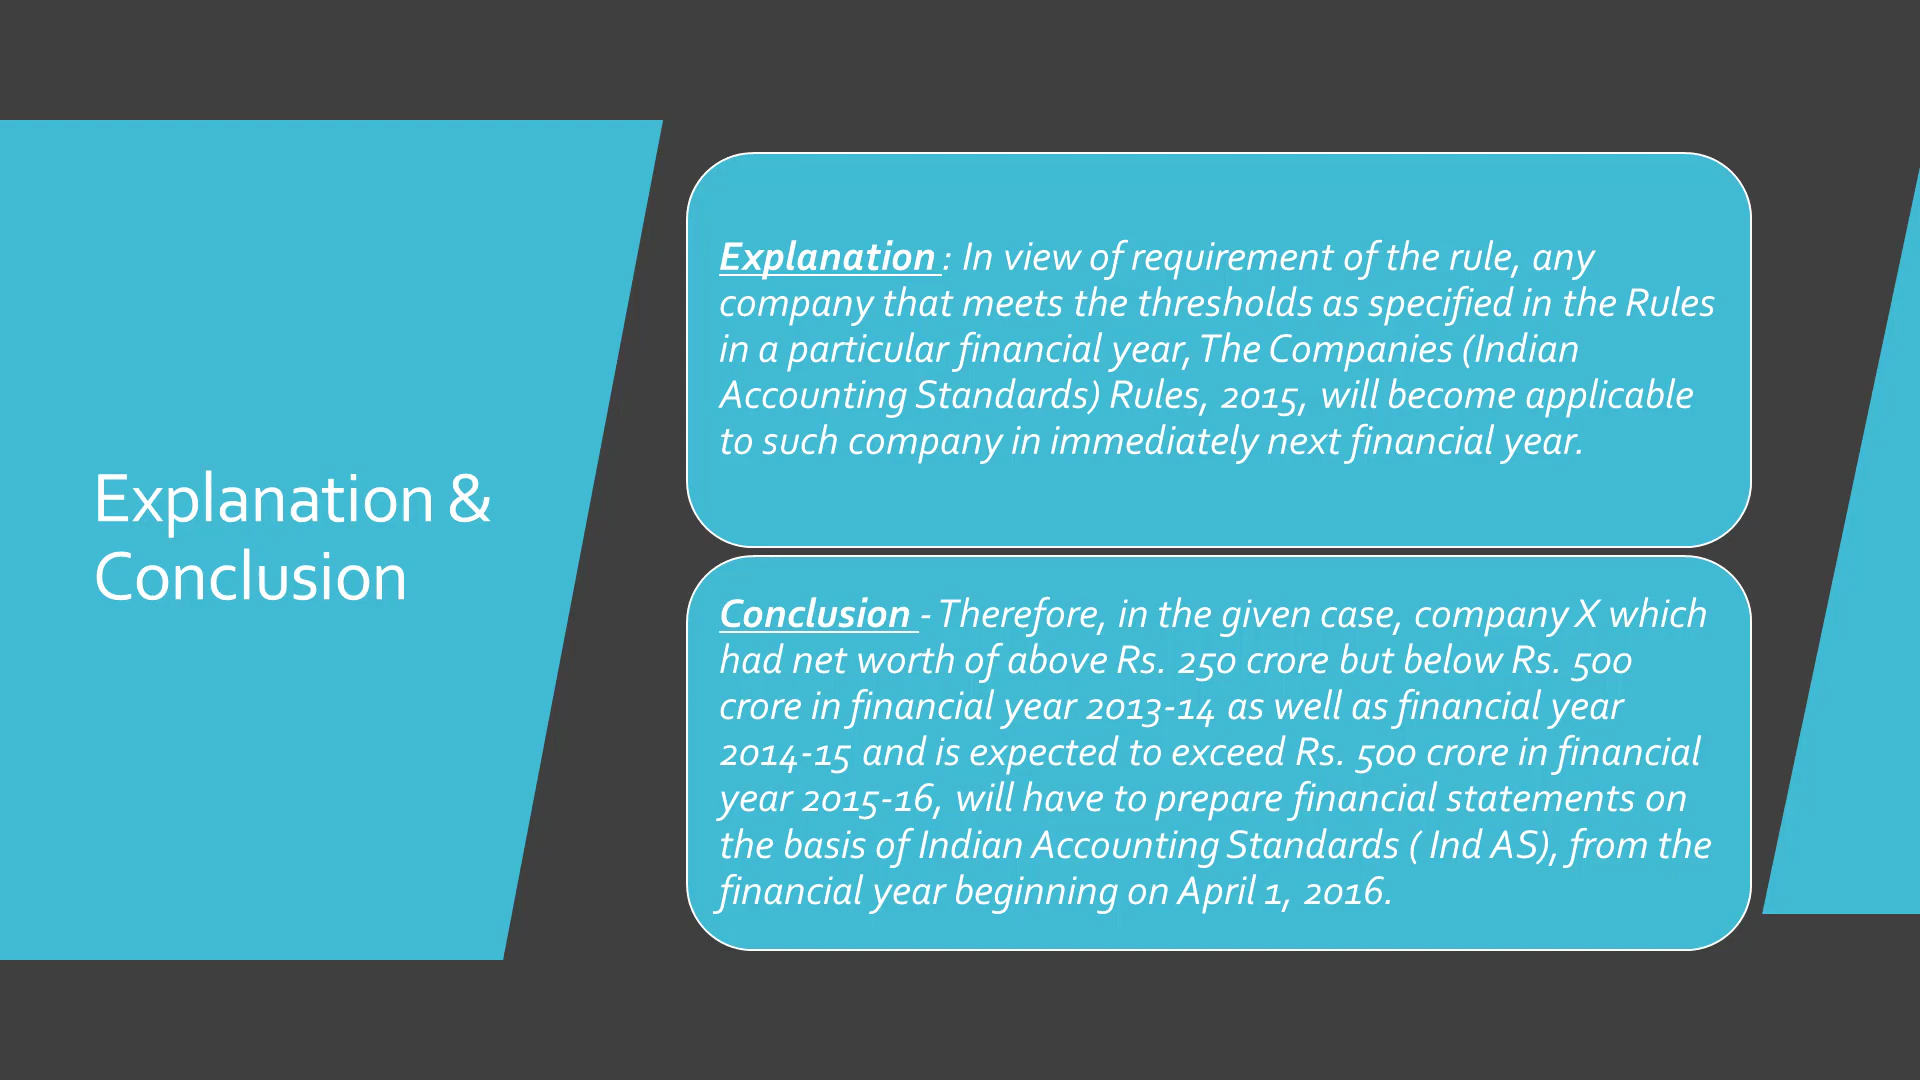 Explanation &
Conclusion
Explanation : In view of requirement of the rule, any
company that meets the thresholds as specified in the Rules
in a particular financial year, The Companies (Indian
Accounting Standards) Rules, 2015, will become applicable
to such company in immediately next financial year.
Conclusion - Therefore, in the given case, company X which
had net worth of above Rs. 250 crore but below Rs. 500
crore in financial year 2013-14 as well as financial year
2014-15 and is expected to exceed Rs. 500 crore in financial
year 2015-16, will have to prepare financial statements on
the basis of Indian Accounting Standards ( Ind AS), from the
financial year beginning on April 1, 2016.